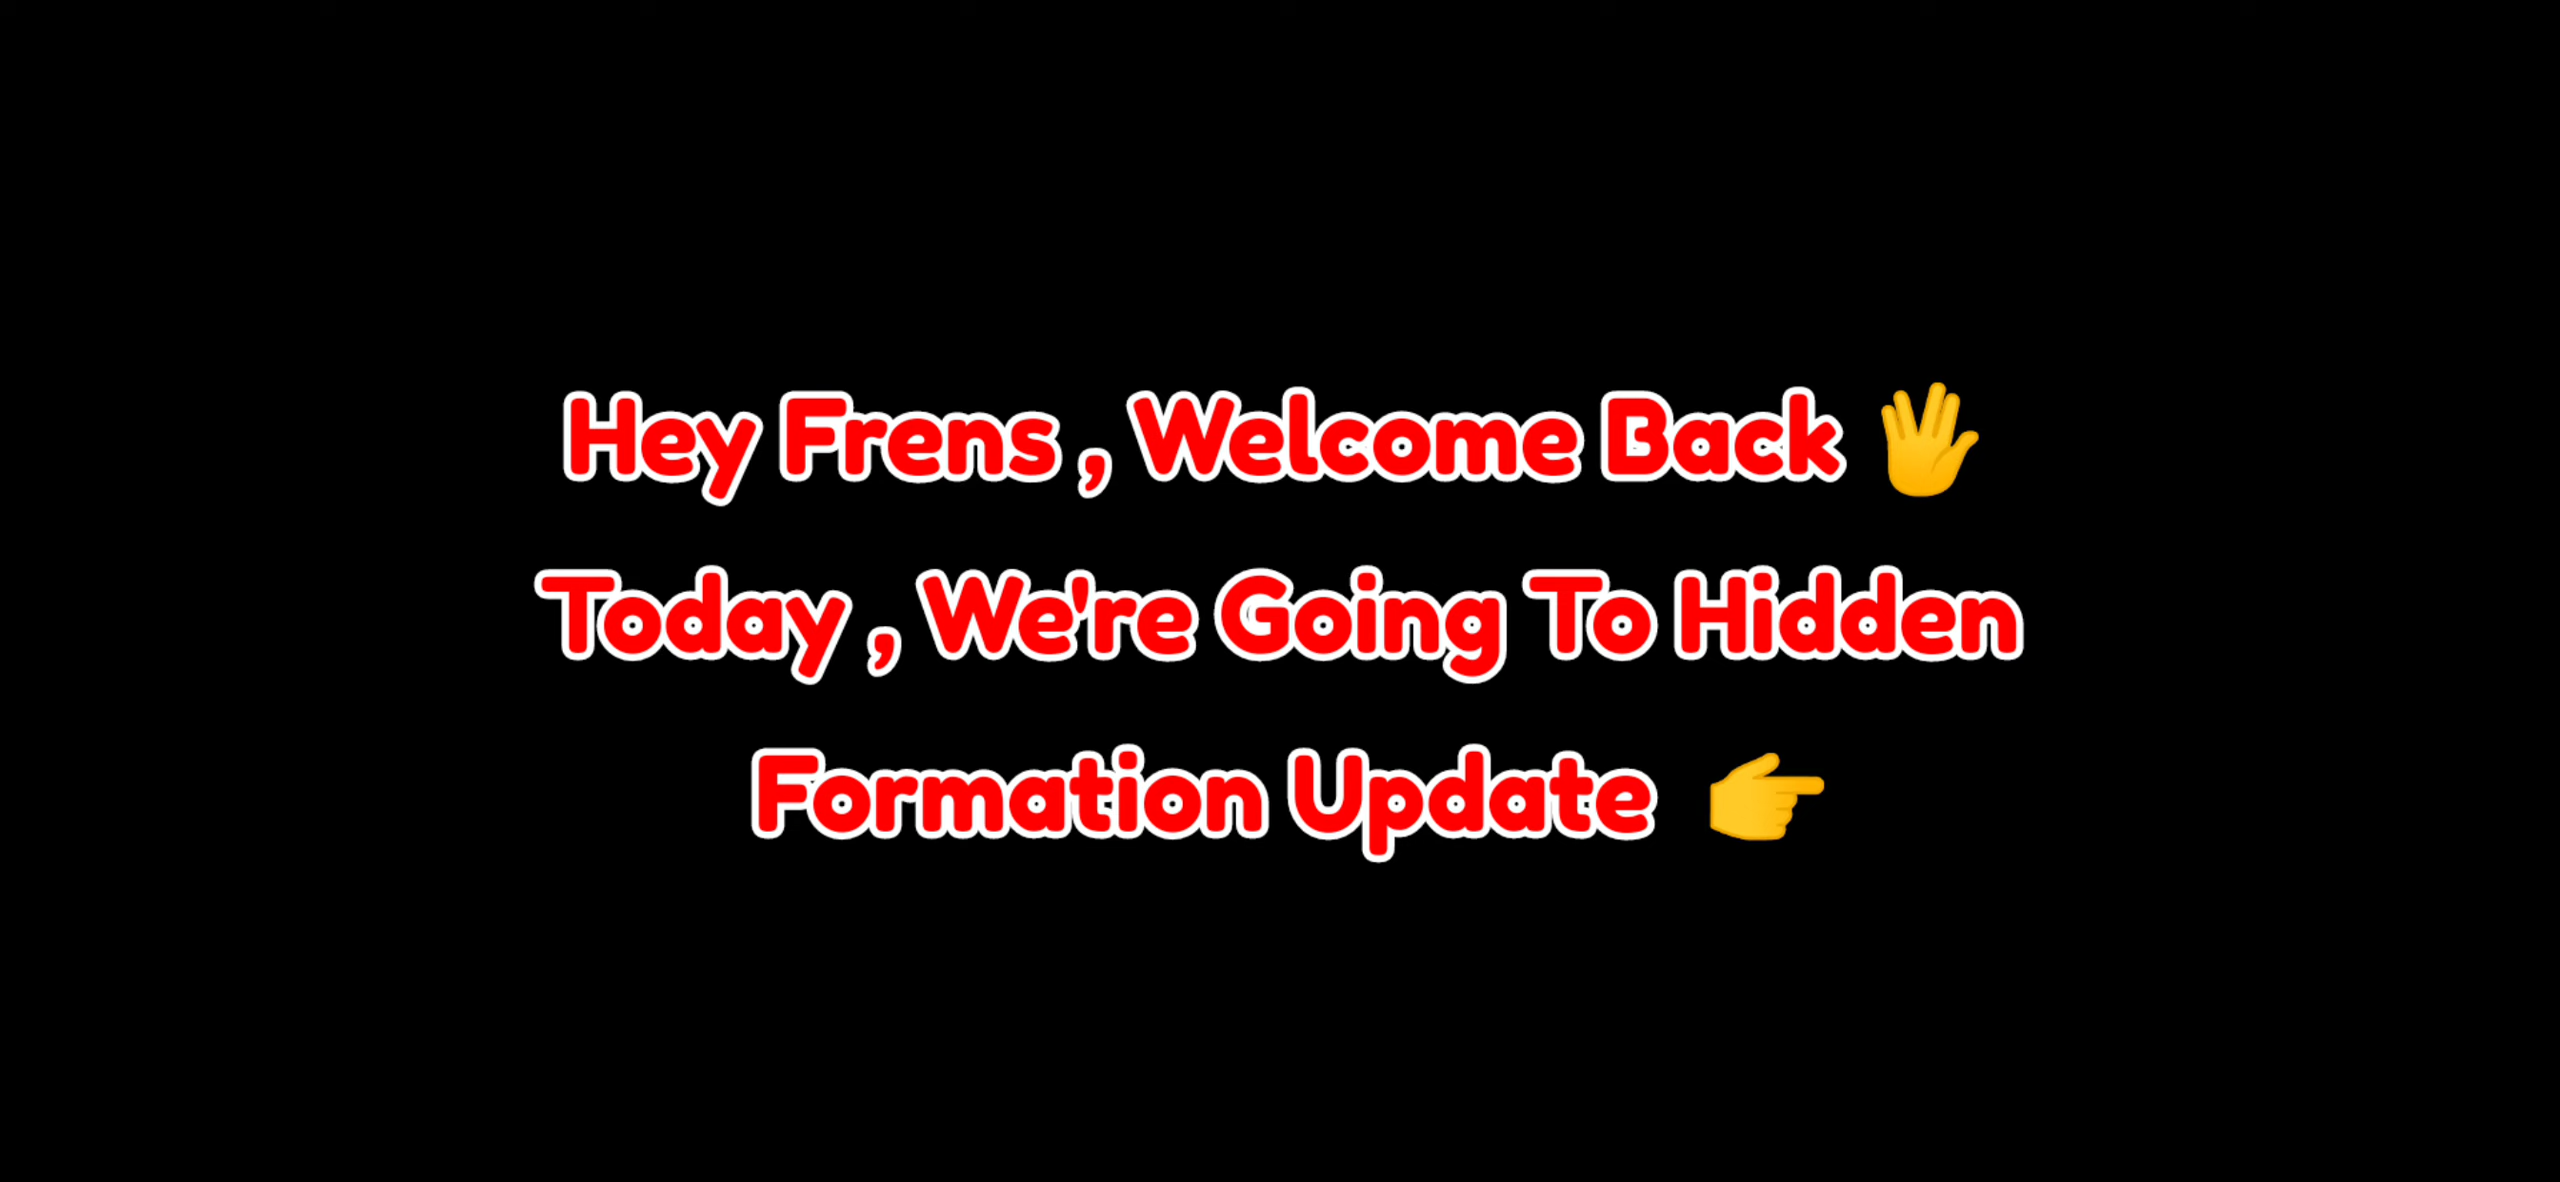 Hey Frens , Welcome Back 🖖
Today , We're Going To Hidden
Formation Update 👉